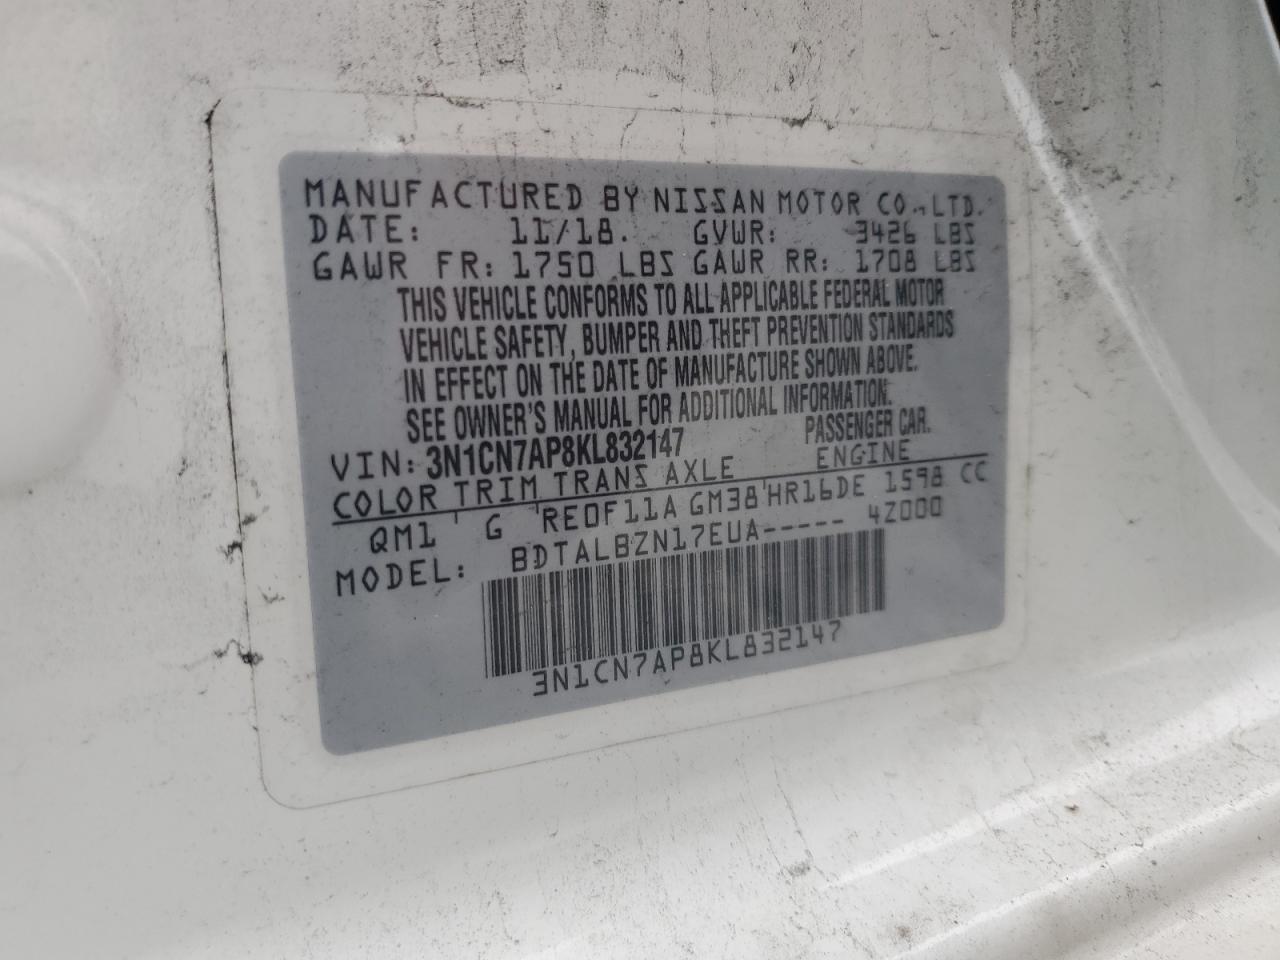 MANUFACTURED BY NISSAN MOTOR CO., LTD.
DATE: 11/18. GVWR: 3426 LBS
GAWR FR: 1750 LBS GAWR RR: 1708 LBS
THIS VEHICLE CONFORMS TO ALL APPLICABLE FEDERAL MOTOR
VEHICLE SAFETY, BUMPER AND THEFT PREVENTION STANDARDS
IN EFFECT ON THE DATE OF MANUFACTURE SHOWN ABOVE.
SEE OWNER'S MANUAL FOR ADDITIONAL INFORMATION.
VIN: 3N1CN7AP8KL832147 PASSENGER CAR.
COLOR TRIM TRANS AXLE ENGINE
QM1 G RE0F11A GM38 HR16DE 1598 CC
MODEL: BDTALBZN17EUA----- 4Z000
3N1CN7AP8KL832147